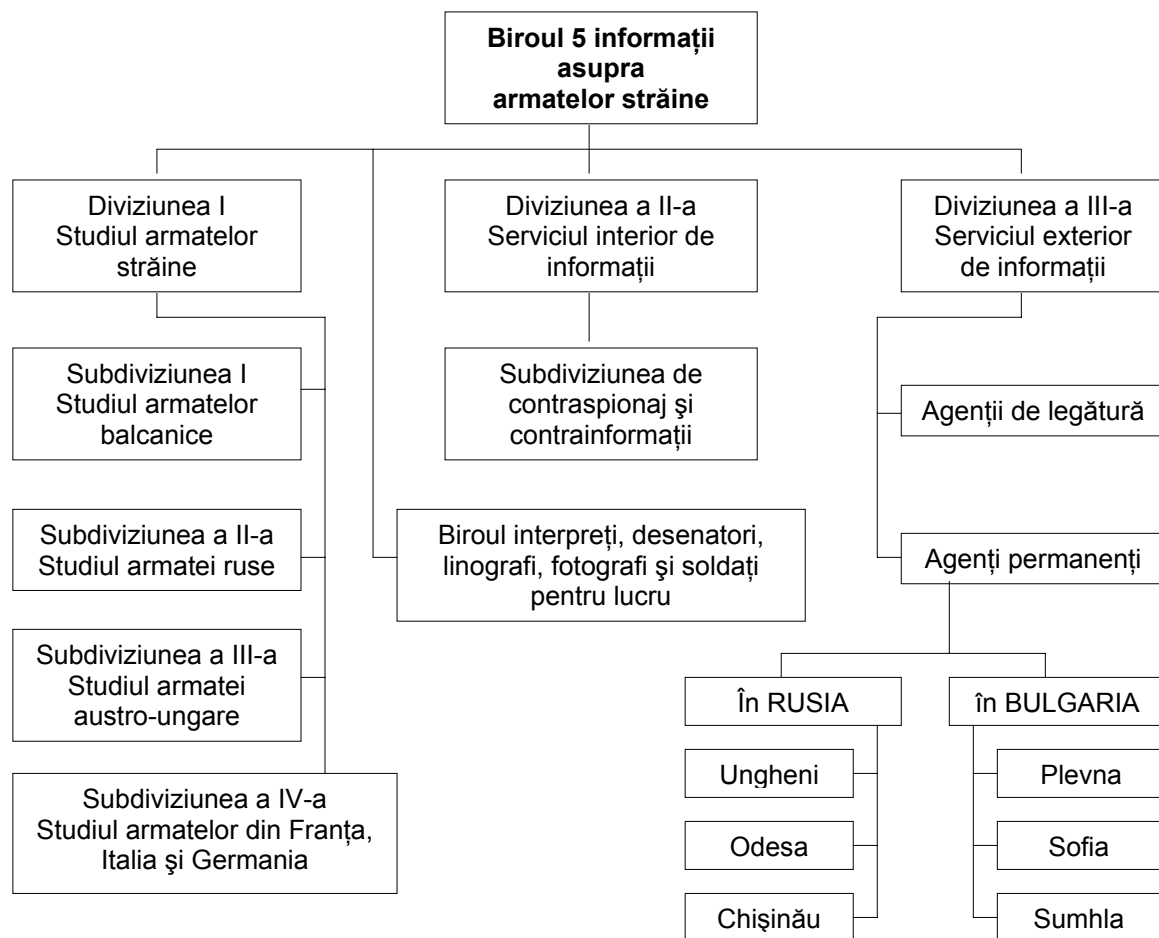 Biroul 5 informații
asupra
armatelor străine
Diviziunea I
Studiul armatelor
străine
Diviziunea a II-a
Serviciul interior de
informații
Diviziunea a III-a
Serviciul exterior
de informații
Subdiviziunea I
Studiul armatelor
balcanice
Subdiviziunea de
contraspionaj şi
contrainformații
Agenții de legătură
Subdiviziunea a II-a
Studiul armatei ruse
Biroul interpreți, desenatori,
linografi, fotografi şi soldați
pentru lucru
Agenți permanenți
Subdiviziunea a III-a
Studiul armatei
austro-ungare
În RUSIA
în BULGARIA
Subdiviziunea a IV-a
Studiul armatelor din Franța,
Italia şi Germania
Ungheni
Plevna
Odesa
Sofia
Chişinău
Sumhla